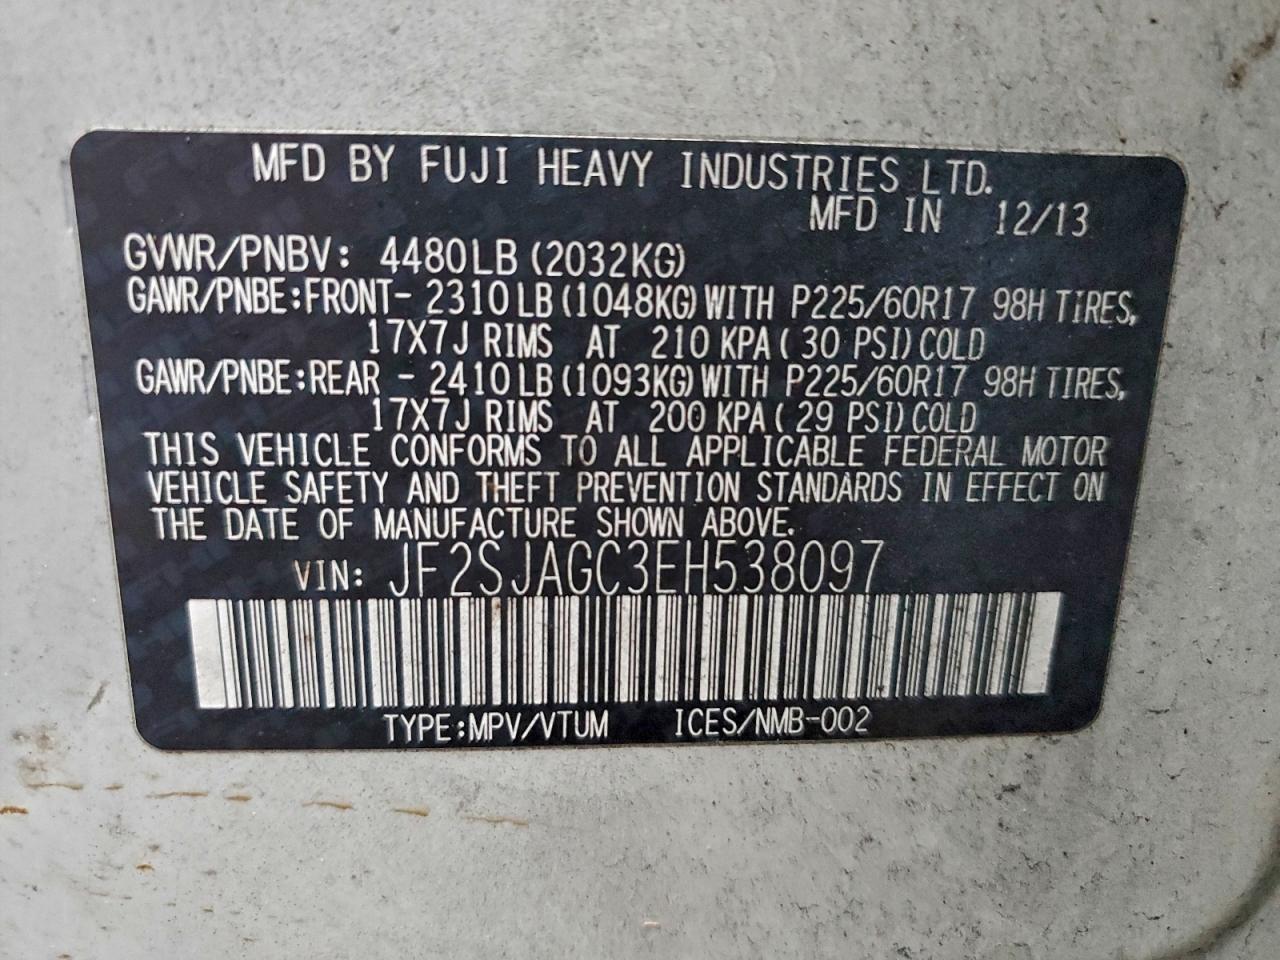 MFD BY FUJI HEAVY INDUSTRIES LTD.
MFD IN 12/13
GVWR/PNBV: 4480LB (2032KG)
GAWR/PNBE:FRONT- 2310LB (1048KG) WITH P225/60R17 98H TIRES,
17X7J RIMS AT 210 KPA ( 30 PSI) COLD
GAWR/PNBE:REAR - 2410LB (1093KG) WITH P225/60R17 98H TIRES,
17X7J RIMS AT 200 KPA ( 29 PSI) COLD
THIS VEHICLE CONFORMS TO ALL APPLICABLE FEDERAL MOTOR
VEHICLE SAFETY AND THEFT PREVENTION STANDARDS IN EFFECT ON
THE DATE OF MANUFACTURE SHOWN ABOVE.
VIN: JF2SJAGC3EH538097
TYPE:MPV/VTUM ICES/NMB-002